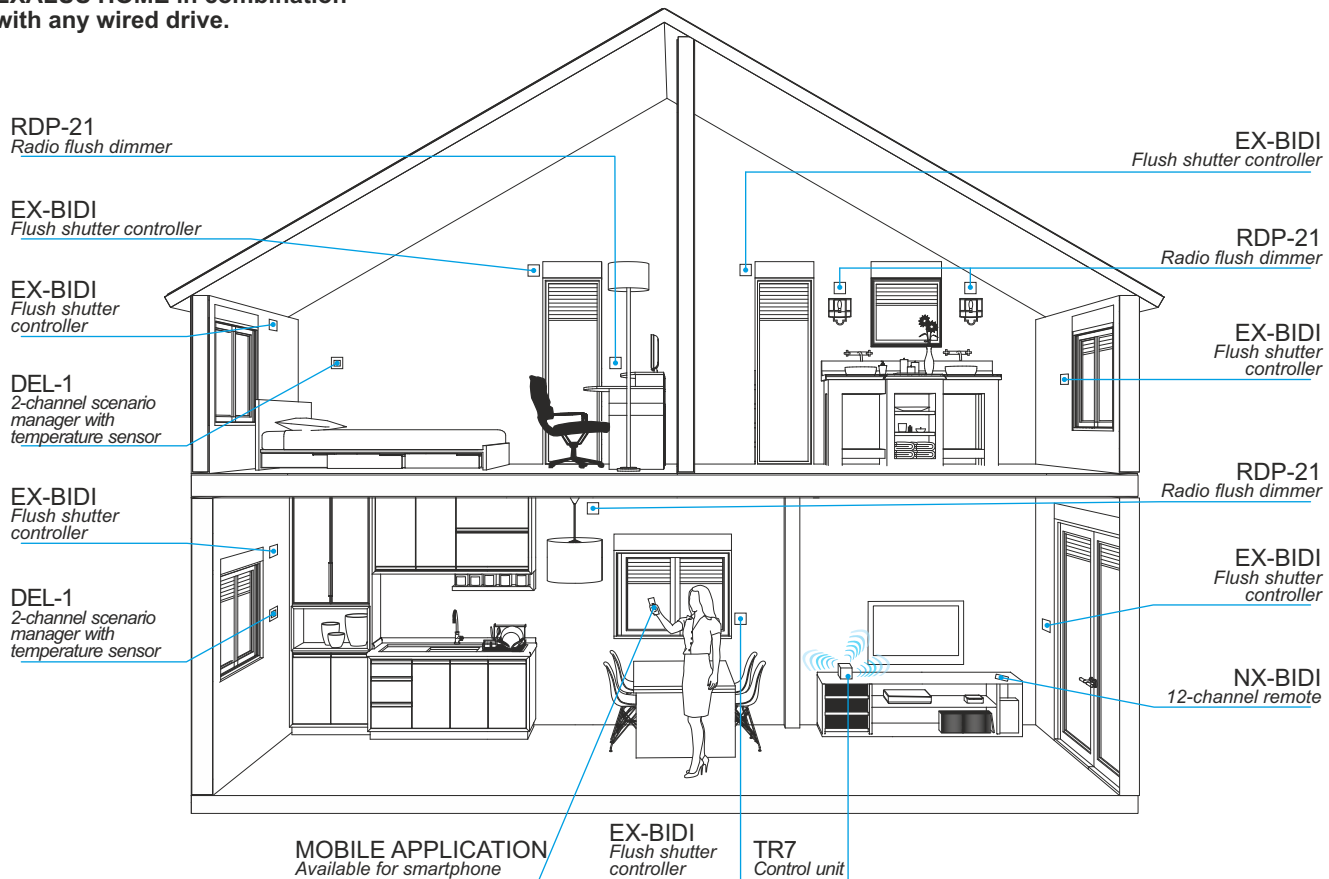 EXALUS HOME in combination
with any wired drive.
RDP-21
Radio flush dimmer
EX-BIDI
Flush shutter controller
EX-BIDI
Flush shutter
controller
DEL-1
2-channel scenario
manager with
temperature sensor
EX-BIDI
Flush shutter
controller
DEL-1
2-channel scenario
manager with
temperature sensor
EX-BIDI
Flush shutter controller
RDP-21
Radio flush dimmer
EX-BIDI
Flush shutter
controller
RDP-21
Radio flush dimmer
EX-BIDI
Flush shutter
controller
NX-BIDI
12-channel remote
MOBILE APPLICATION
Available for smartphone
EX-BIDI
Flush shutter
controller
TR7
Control unit